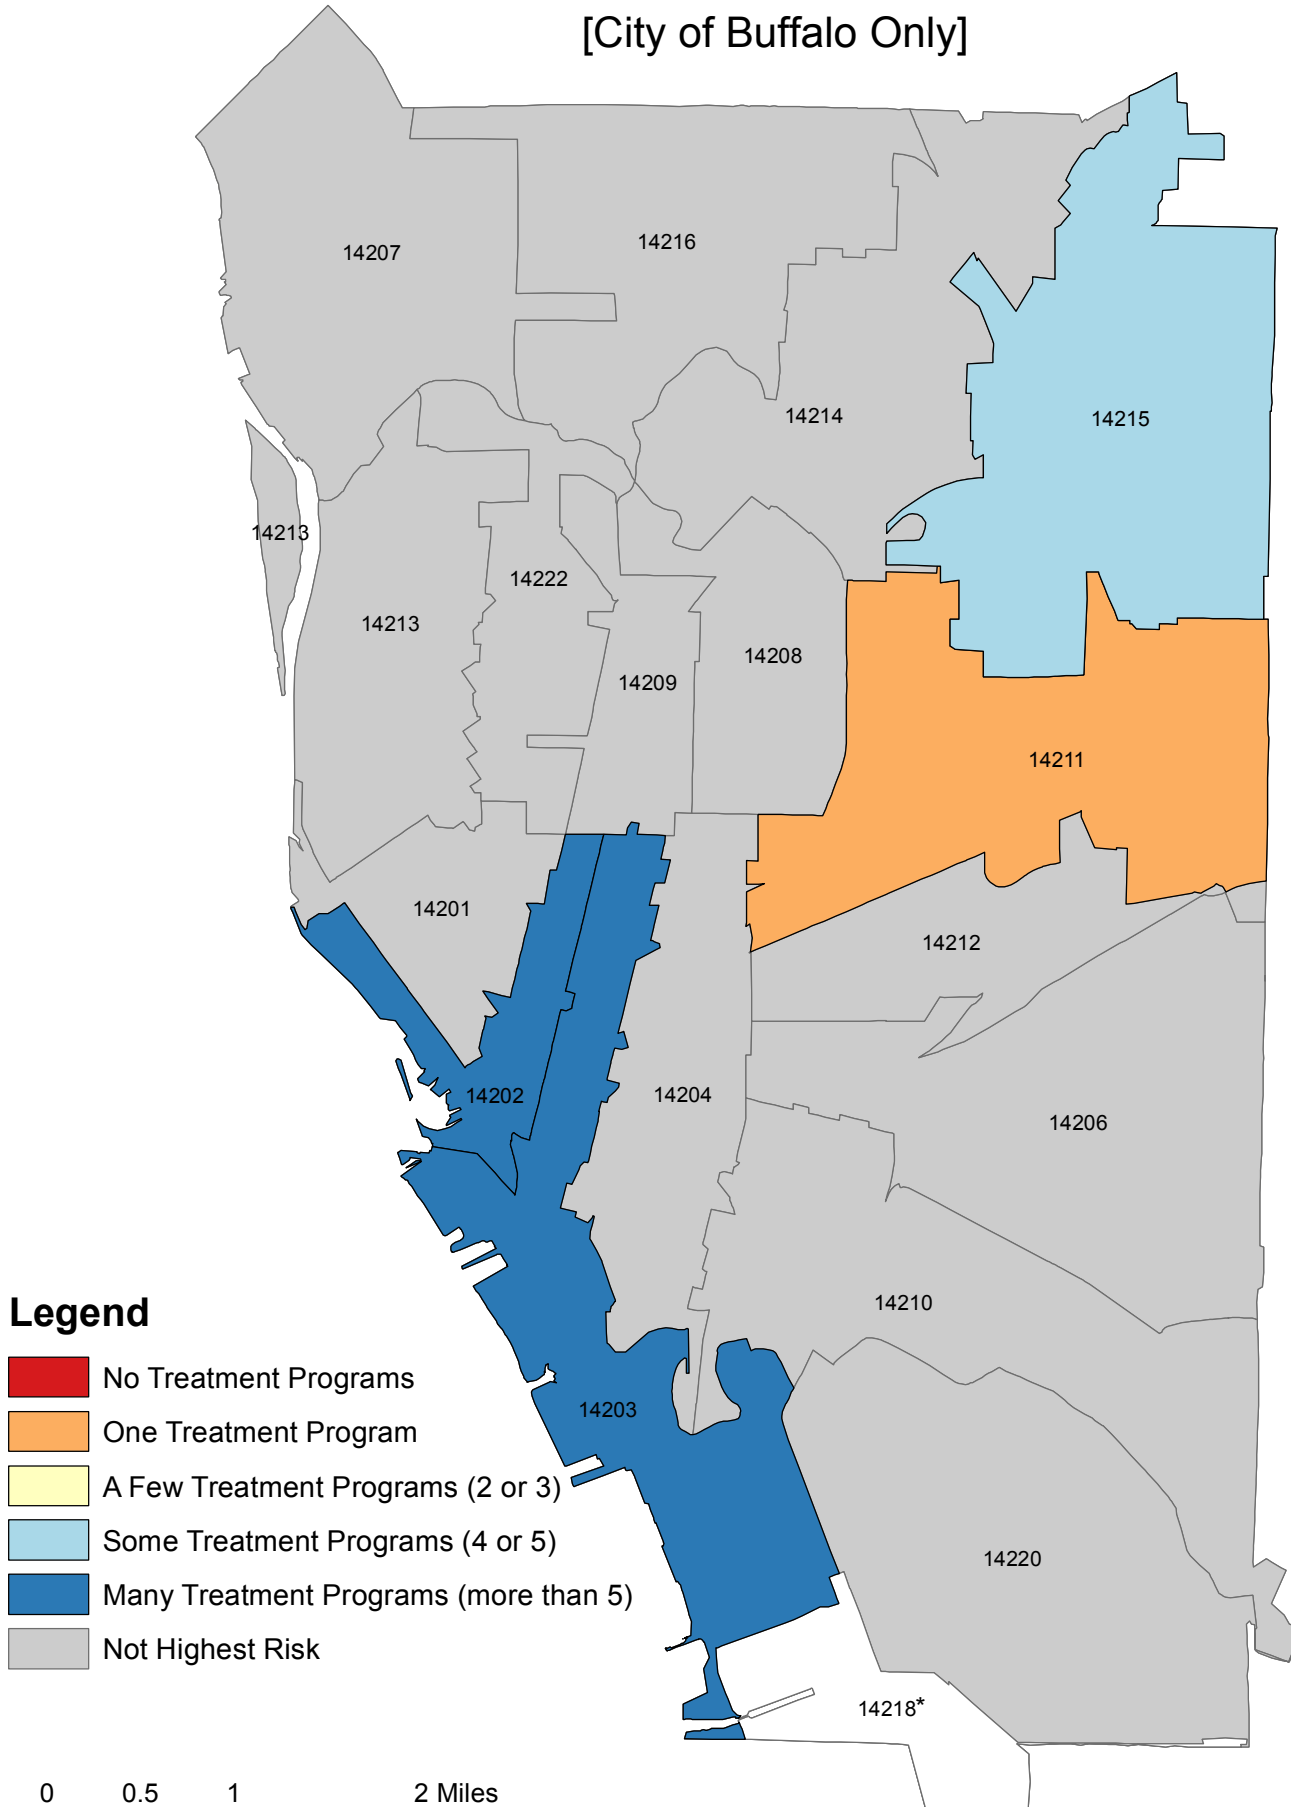 [City of Buffalo Only]
14207
14216
14214
14215
14213
14222
14213
14208
14209
14211
14201
14212
14202
14204
14206
14210
14203
14220
14218*
Legend
No Treatment Programs
One Treatment Program
A Few Treatment Programs (2 or 3)
Some Treatment Programs (4 or 5)
Many Treatment Programs (more than 5)
Not Highest Risk
0 0.5 1 2 Miles